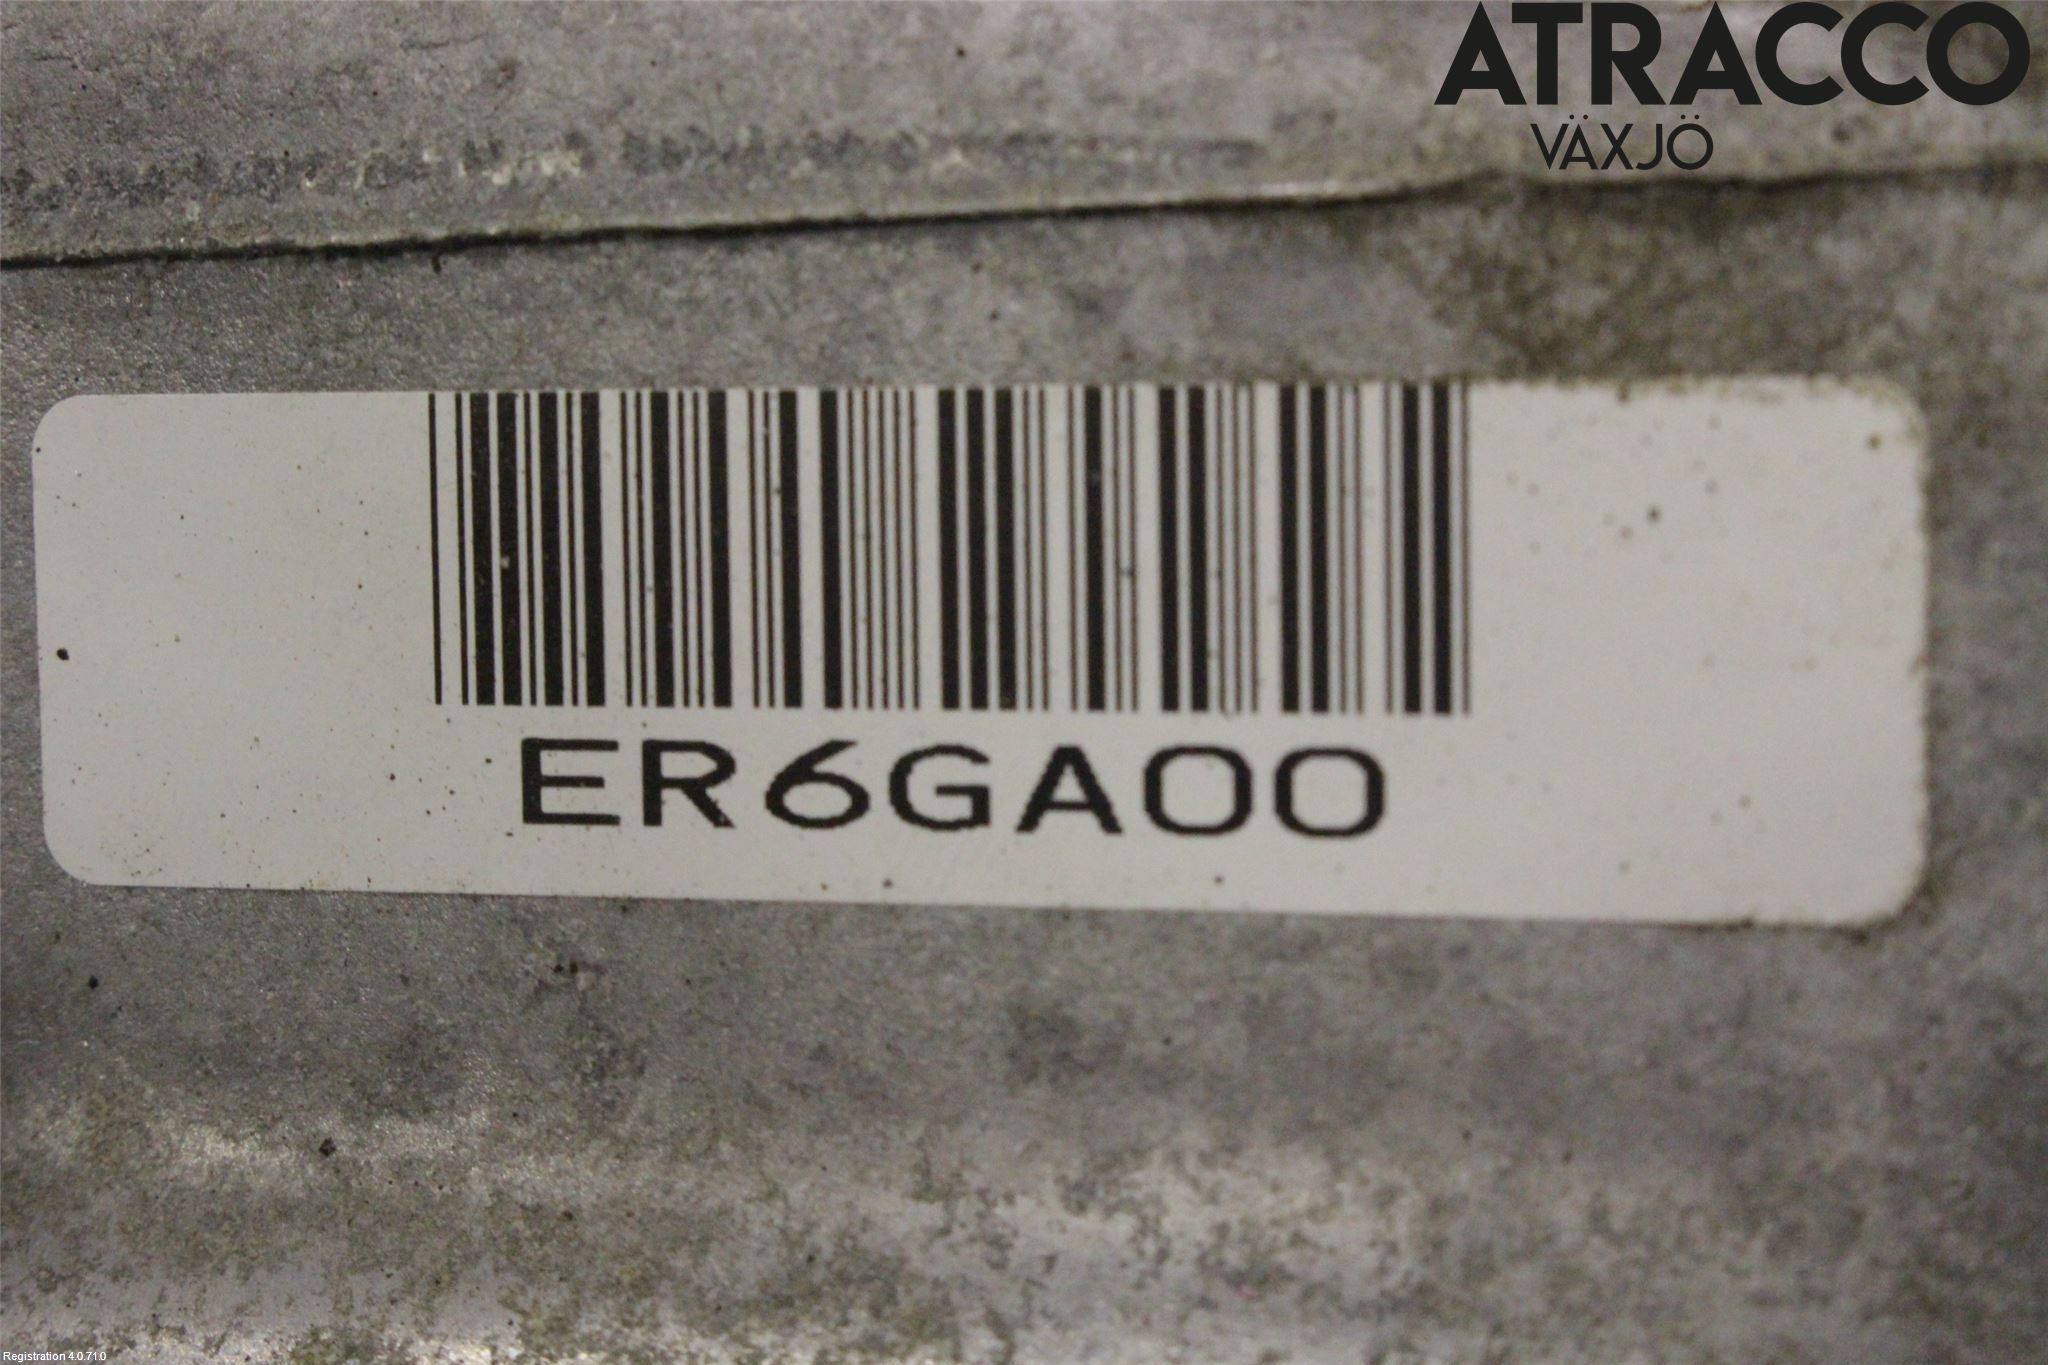 ATRACCO
VÄXJÖ
ER6GA00
Registration 4.0.71.0